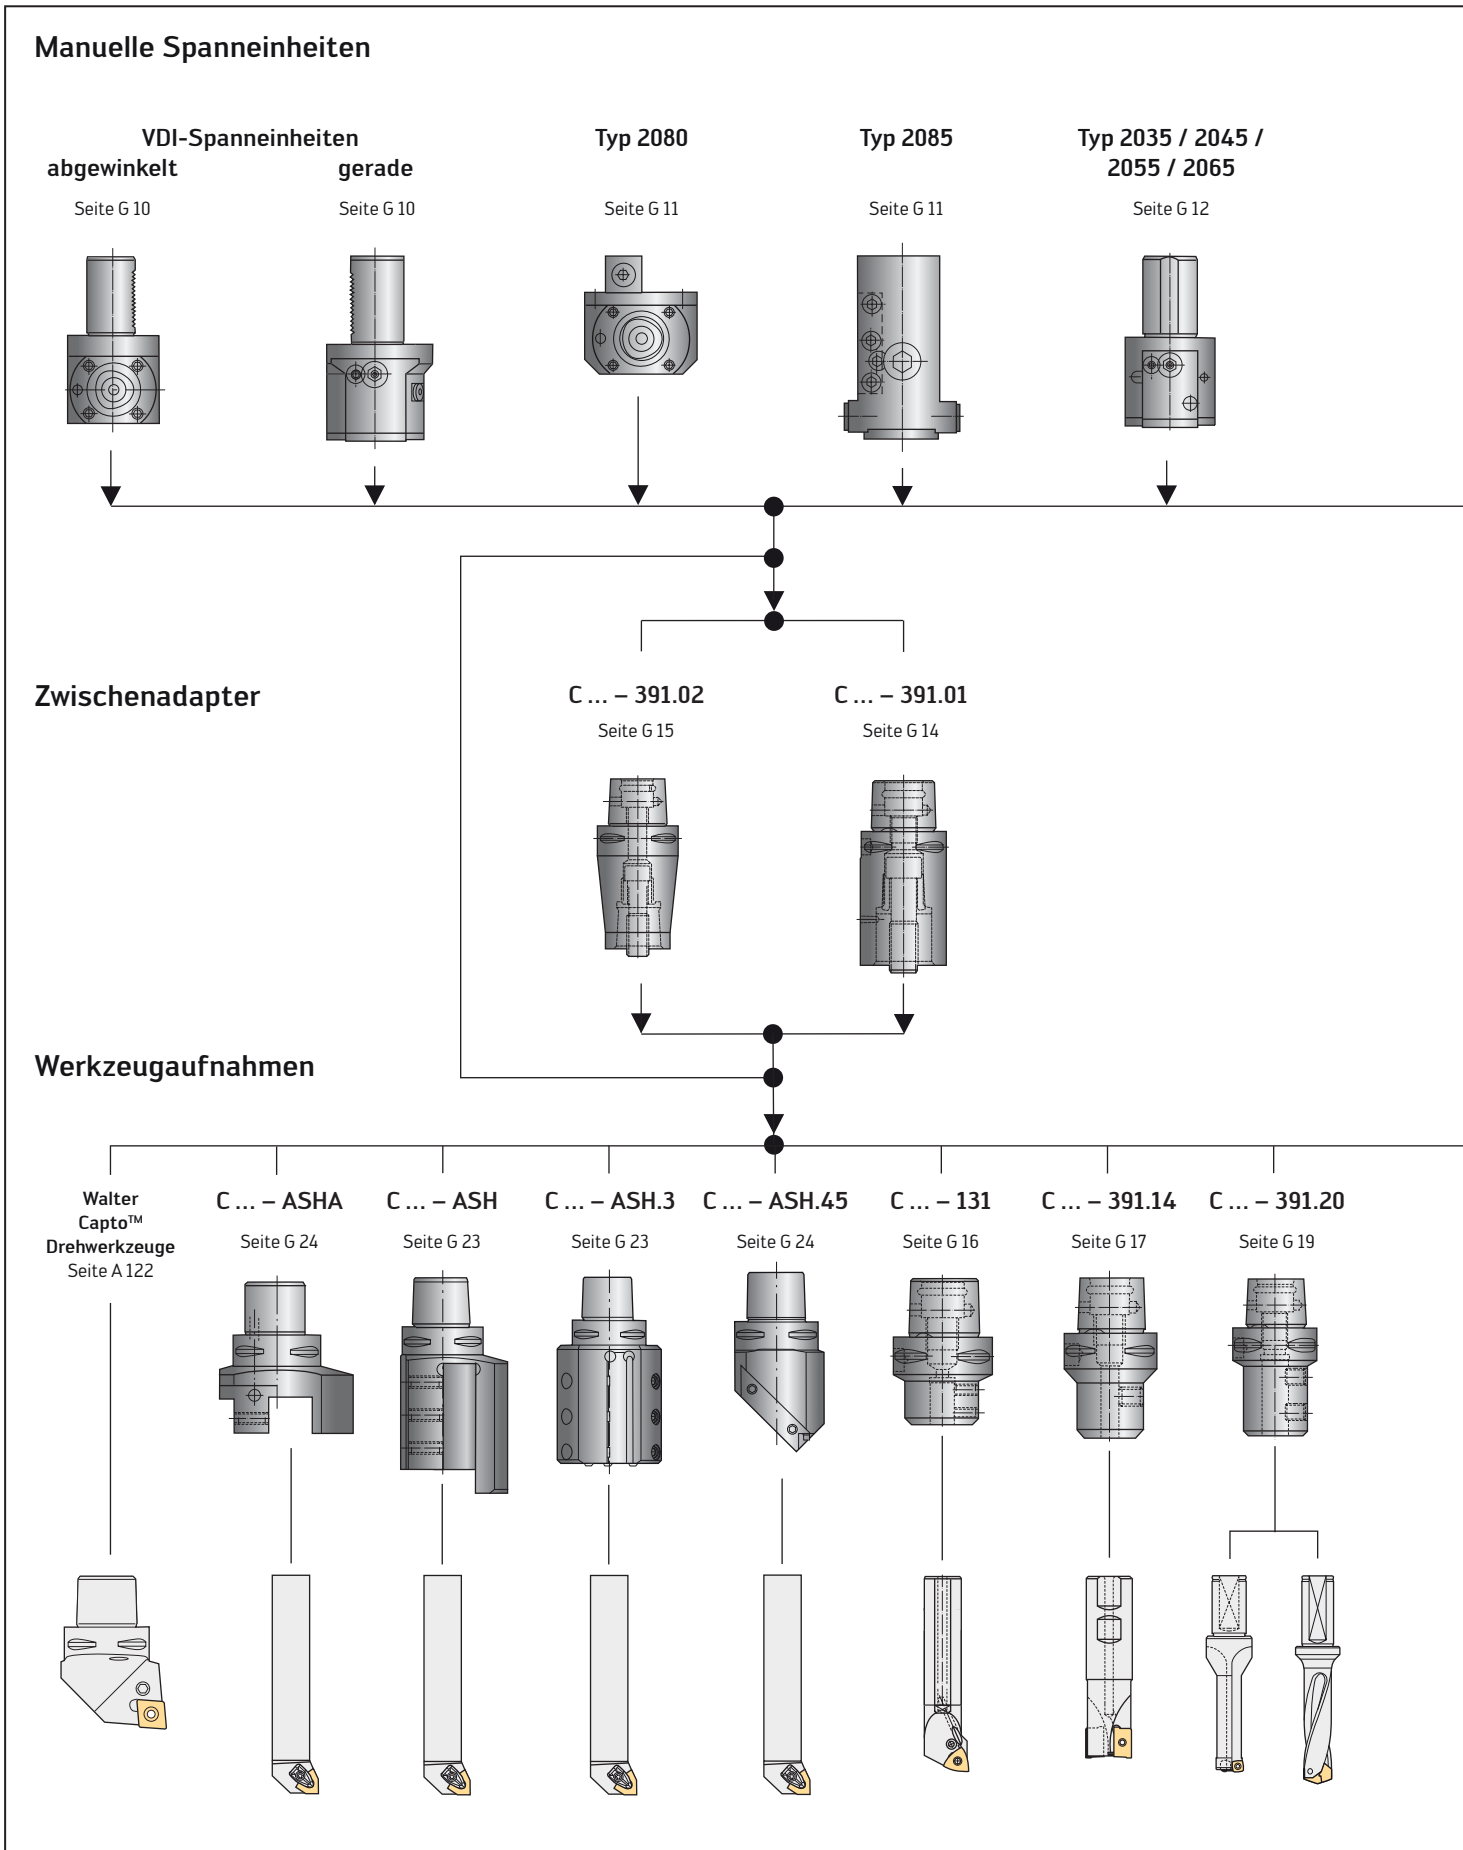 Manuelle Spanneinheiten
VDI-Spanneinheiten
abgewinkelt
gerade
Typ 2080
Typ 2085
Typ 2035 / 2045 /
2055 / 2065
Seite G 10
Seite G 10
Seite G 11
Seite G 11
Seite G 12
Zwischenadapter
C ... – 391.02
C ... – 391.01
Seite G 15
Seite G 14
Werkzeugaufnahmen
Walter
Capto™
Drehwerkzeuge
Seite A 122
C ... – ASHA
Seite G 24
C ... – ASH
Seite G 23
C ... – ASH.3
Seite G 23
C ... – ASH.45
Seite G 24
C ... – 131
Seite G 16
C ... – 391.14
Seite G 17
C ... – 391.20
Seite G 19